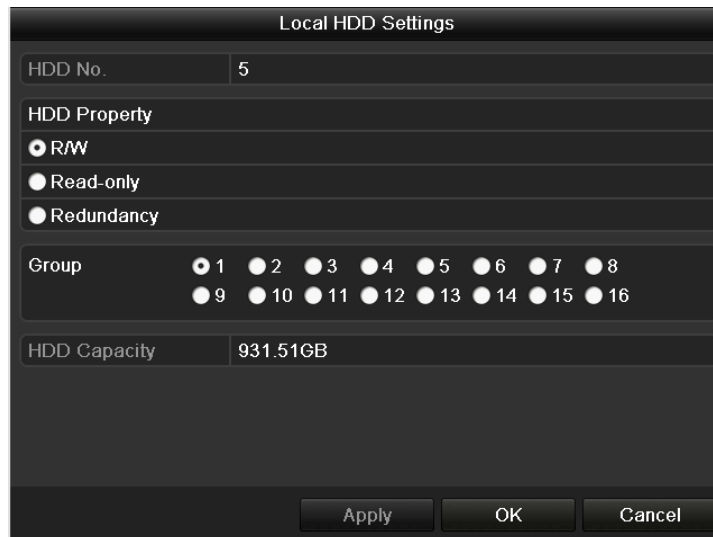 Local HDD Settings
HDD No. 5
HDD Property
R/W
Read-only
Redundancy
Group 1 2 3 4 5 6 7 8
9 10 11 12 13 14 15 16
HDD Capacity 931.51GB
Apply OK Cancel